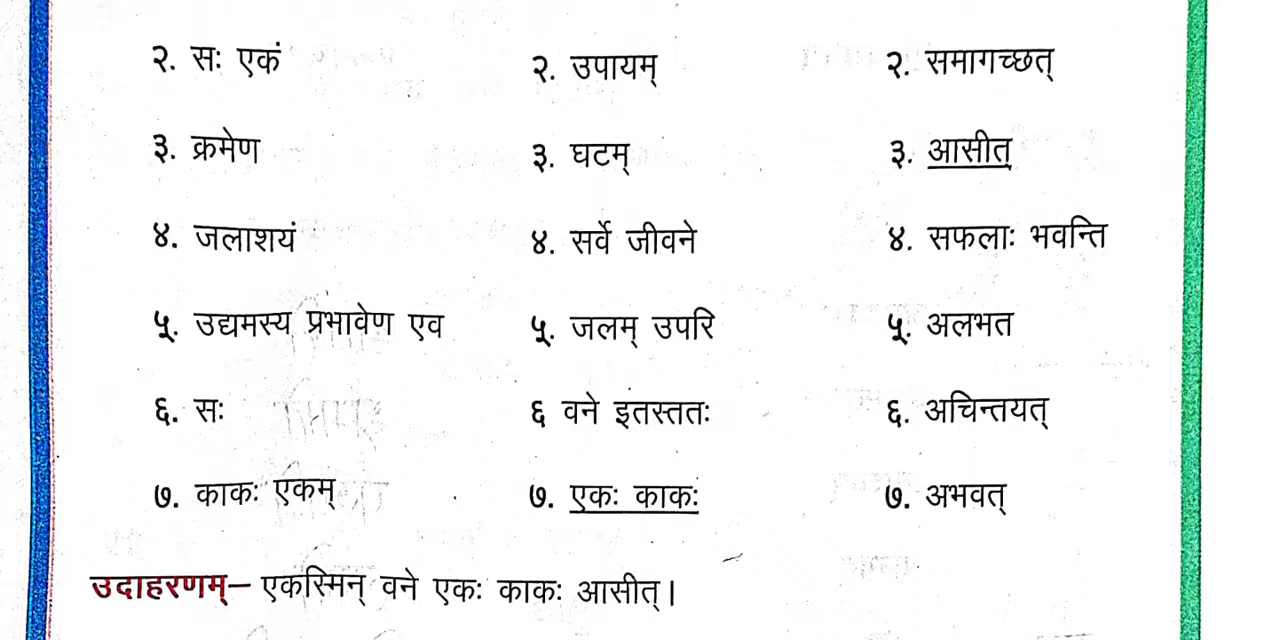 २. सः एकं २. उपायम् २. समागच्छत्
३. क्रमेण ३. घटम् ३. आसीत्
४. जलाशयं ४. सर्वे जीवने ४. सफलाः भवन्ति
५. उद्यमस्य प्रभावेण एव ५. जलम् उपरि ५. अलभत
६. सः ६ वने इतस्ततः ६. अचिन्तयत्
७. काकः एकम् ७. एकः काकः ७. अभवत्
उदाहरणम्– एकस्मिन् वने एकः काकः आसीत्।